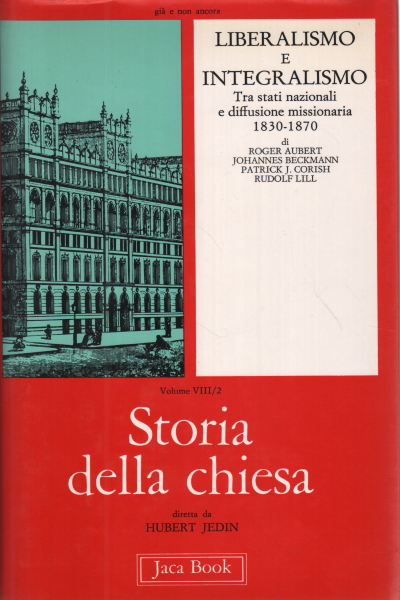 già e non ancora
LIBERALISMO
E
INTEGRALISMO
Tra stati nazionali
e diffusione missionaria
1830-1870
di
ROGER AUBERT
JOHANNES BECKMANN
PATRICK J. CORISH
RUDOLF LILL
Volume VIII/2
Storia
della chiesa
diretta da
HUBERT JEDIN
Jaca Book